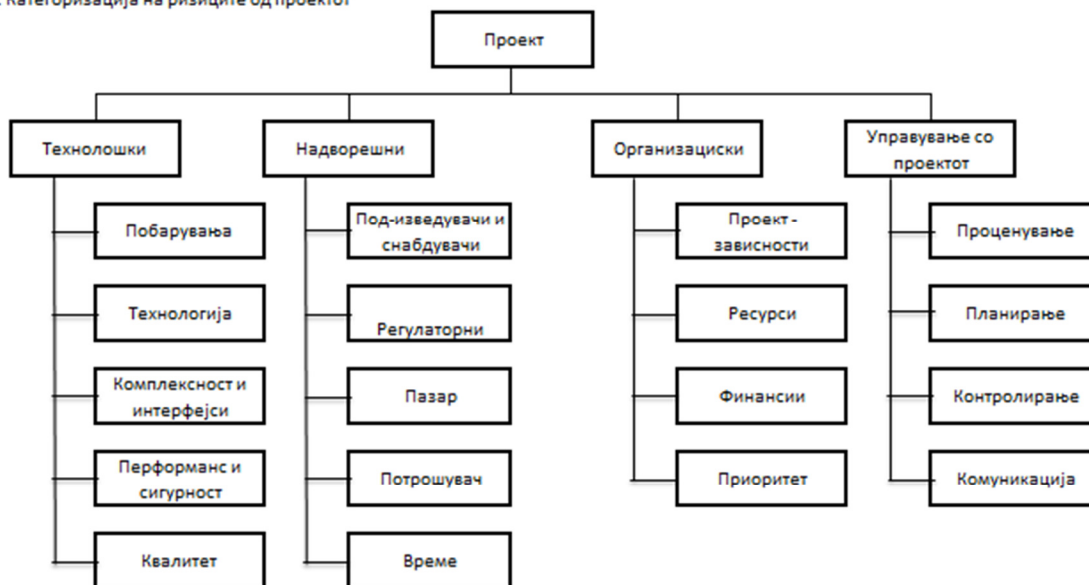 Категоризација на ризиците од проектот
Проект
Технолошки
Надворешни
Организациски
Управување со
проектот
Побарувања
Технологија
Комплексност и
интерфејси
Перформанс и
сигурност
Квалитет
Под-изведувачи и
снабдувачи
Регулаторни
Пазар
Потрошувач
Време
Проект -
зависности
Ресурси
Финансии
Приоритет
Проценување
Планирање
Контролирање
Комуникација